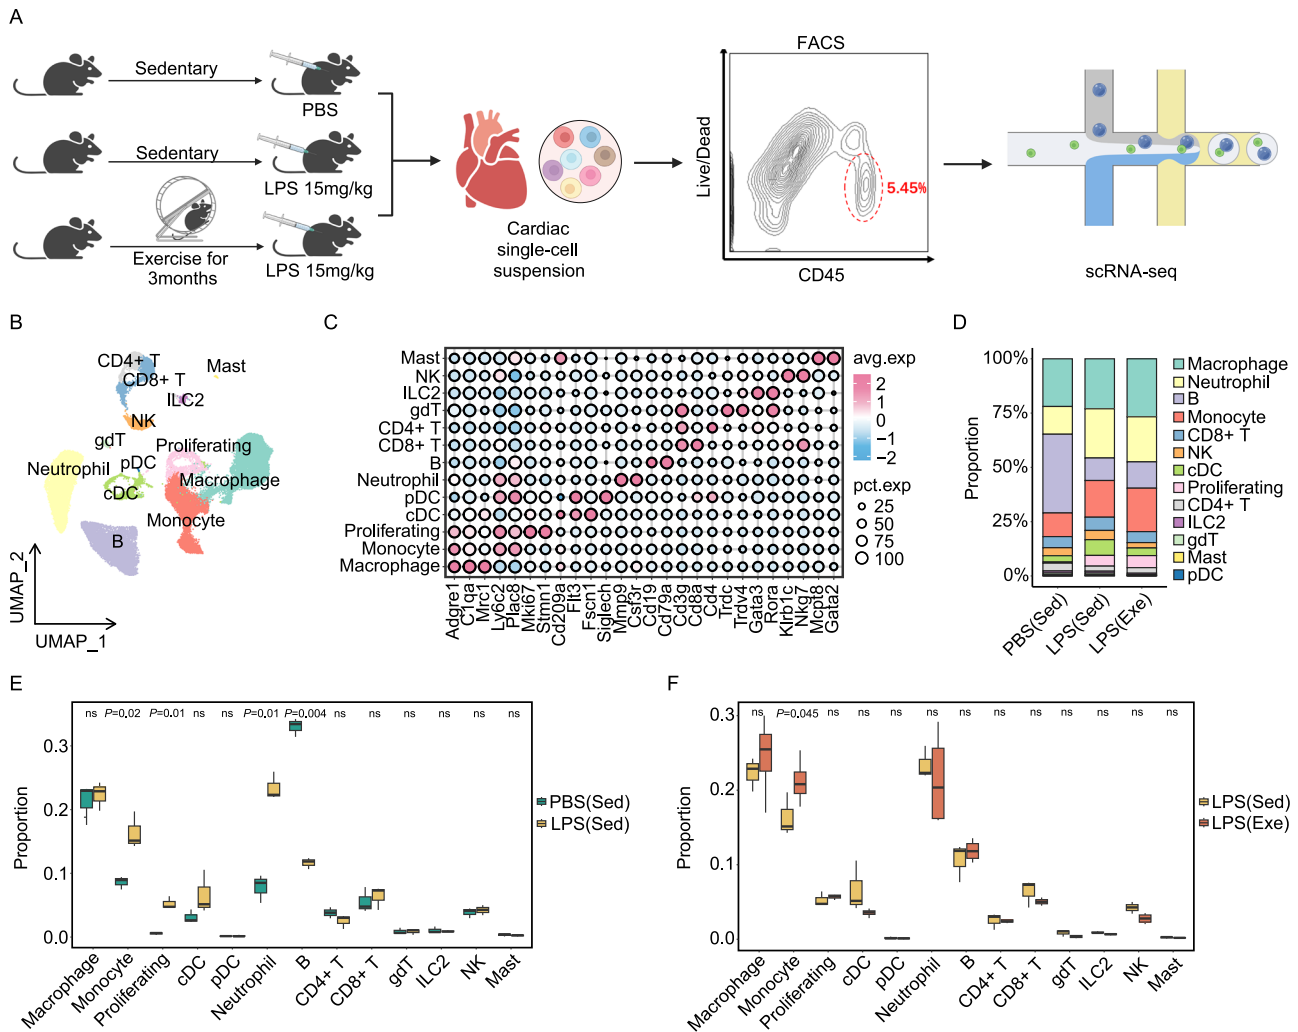 A
Sedentary
PBS
Sedentary
LPS 15mg/kg
Exercise for
3months
LPS 15mg/kg
Cardiac
single-cell
suspension
FACS
Live/Dead
5.45%
CD45
scRNA-seq
B
CD4+ T
CD8+ T
Mast
ILC2
NK
gdT
Proliferating
Neutrophil
pDC
Macrophage
cDC
Monocyte
B
UMAP_2
UMAP_1
C
Mast
NK
ILC2
gdT
CD4+ T
CD8+ T
B
Neutrophil
pDC
cDC
Proliferating
Monocyte
Macrophage
Adgre1
C1qa
Mrc1
Ly6c2
Plac8
Mki67
Stmn1
Cd209a
Flt3
Fscn1
Siglech
Mmp9
Csf3r
Cd19
Cd79a
Cd3g
Cd8a
Cd4
Trdc
Trdv4
Gata3
Rora
Klrb1c
Nkg7
Mcpt8
Gata2
avg.exp
2
1
0
−1
−2
pct.exp
25
50
75
100
D
Proportion
100%
75%
50%
25%
0%
PBS(Sed)
LPS(Sed)
LPS(Exe)
Macrophage
Neutrophil
B
Monocyte
CD8+ T
NK
cDC
Proliferating
CD4+ T
ILC2
gdT
Mast
pDC
E
ns P=0.02 P=0.01 ns ns P=0.01 P=0.004 ns ns ns ns ns ns
Proportion
0.3
0.2
0.1
0.0
Macrophage
Monocyte
Proliferating
cDC
pDC
Neutrophil
B
CD4+ T
CD8+ T
gdT
ILC2
NK
Mast
PBS(Sed)
LPS(Sed)
F
ns P=0.045 ns ns ns ns ns ns ns ns ns ns ns
Proportion
0.3
0.2
0.1
0.0
Macrophage
Monocyte
Proliferating
cDC
pDC
Neutrophil
B
CD4+ T
CD8+ T
gdT
ILC2
NK
Mast
LPS(Sed)
LPS(Exe)